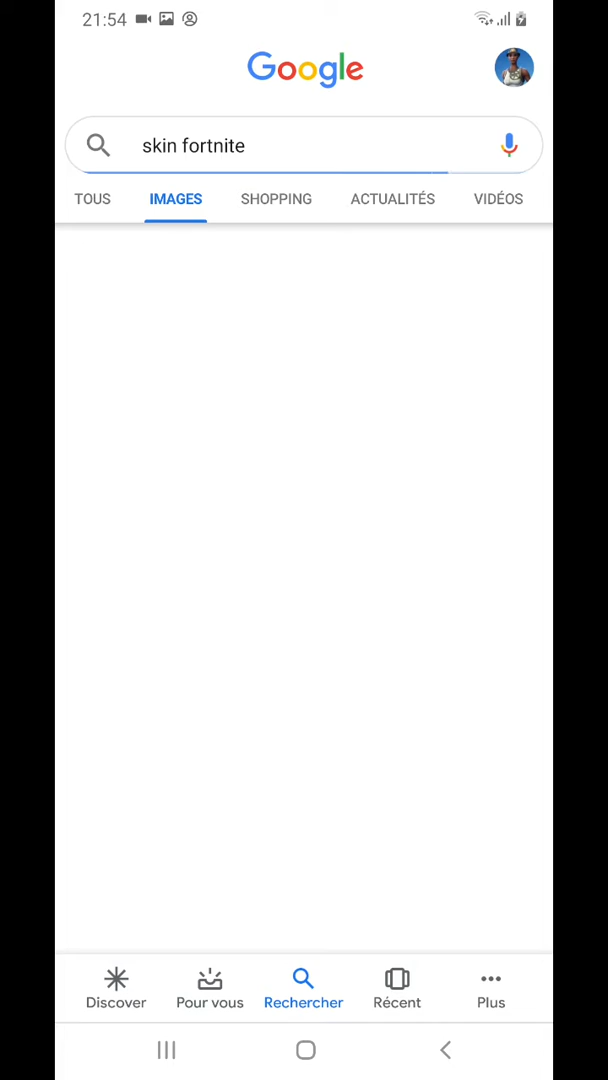 21:54
Google
skin fortnite
TOUS IMAGES SHOPPING ACTUALITÉS VIDÉOS
Discover Pour vous Rechercher Récent Plus